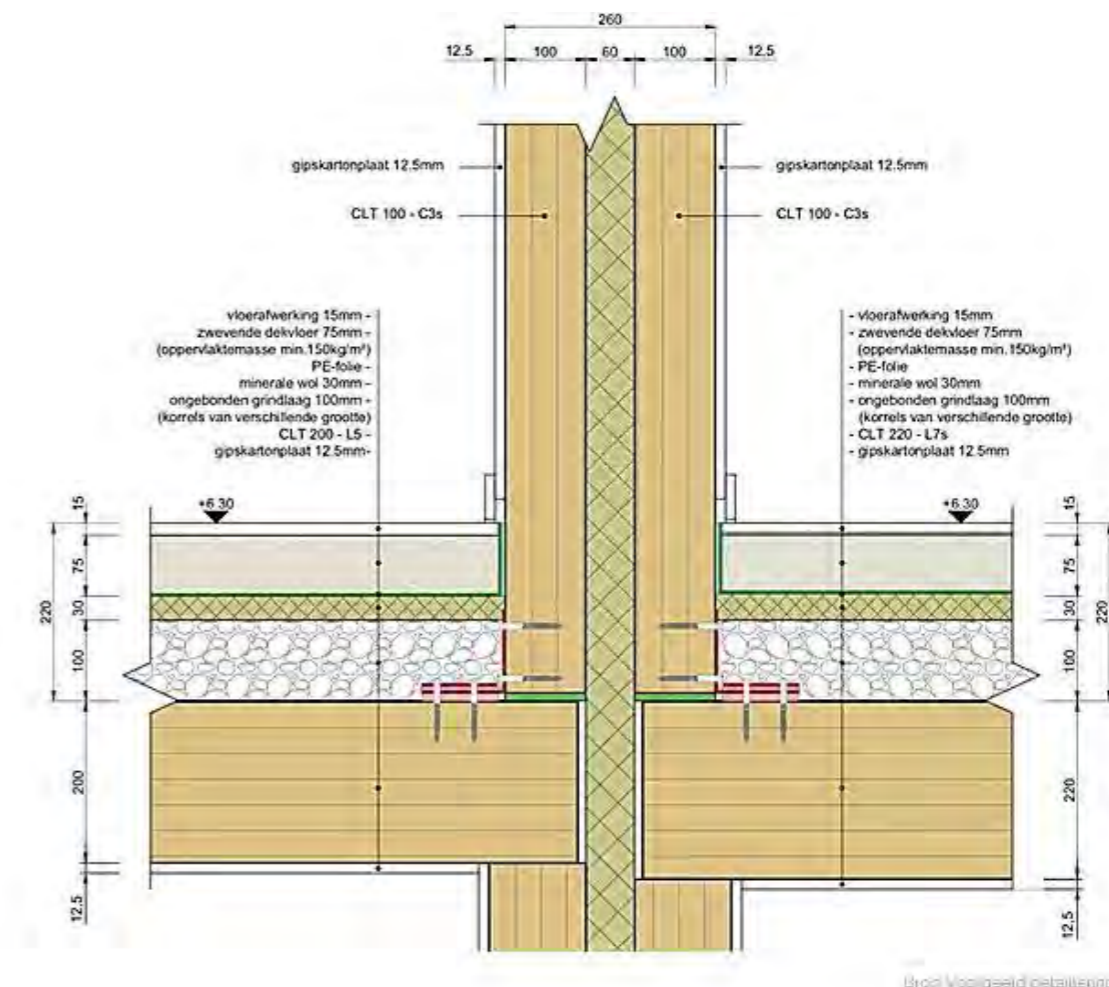 260
12.5
100
60
100
12.5
gipskartonplaat 12.5mm
gipskartonplaat 12.5mm
CLT 100 - C3s
CLT 100 - C3s
vloerafwerking 15mm -
zwevende dekvloer 75mm -
(oppervlaktemasse min.150kg/m²)
PE-folie -
minerale wol 30mm -
ongebonden grindlaag 100mm -
(korrels van verschillende grootte)
CLT 200 - L5 -
gipskartonplaat 12.5mm-
- vloerafwerking 15mm
- zwevende dekvloer 75mm
(oppervlaktemasse min.150kg/m²)
- PE-folie
- minerale wol 30mm
- ongebonden grindlaag 100mm
(korrels van verschillende grootte)
- CLT 220 - L7s
- gipskartonplaat 12.5mm
+6.30
+6.30
15
75
30
100
220
200
12.5
15
75
30
100
220
220
12.5